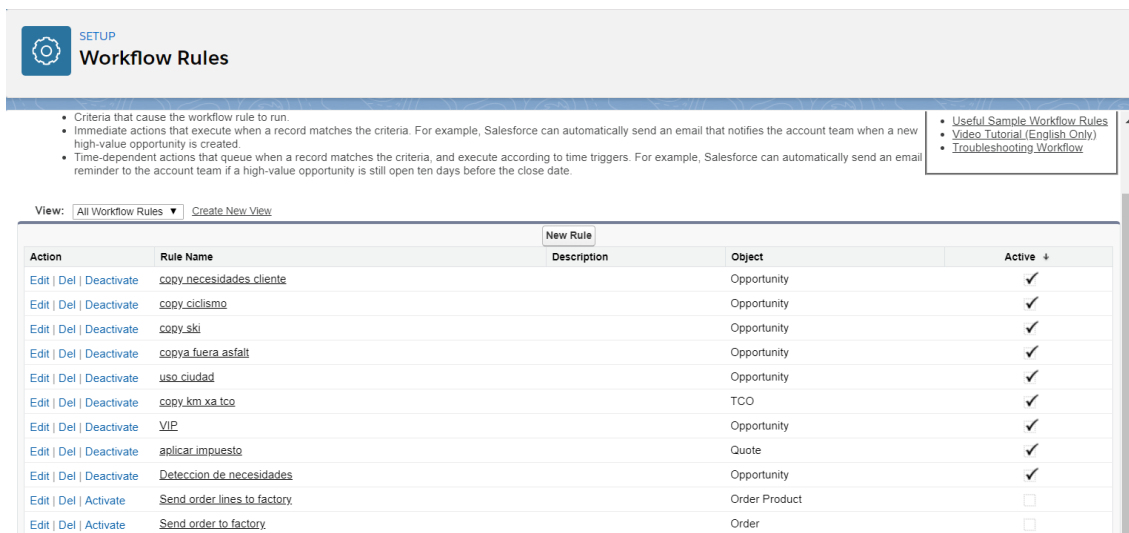 SETUP
Workflow Rules
Criteria that cause the workflow rule to run.
Immediate actions that execute when a record matches the criteria. For example, Salesforce can automatically send an email that notifies the account team when a new
high-value opportunity is created.
Time-dependent actions that queue when a record matches the criteria, and execute according to time triggers. For example, Salesforce can automatically send an email
reminder to the account team if a high-value opportunity is still open ten days before the close date.
Useful Sample Workflow Rules
Video Tutorial (English Only)
Troubleshooting Workflow
View: All Workflow Rules ▼ Create New View
New Rule
Action Rule Name Description Object Active ↓
Edit | Del | Deactivate copy necesidades cliente Opportunity ✓
Edit | Del | Deactivate copy ciclismo Opportunity ✓
Edit | Del | Deactivate copy ski Opportunity ✓
Edit | Del | Deactivate copya fuera asfalt Opportunity ✓
Edit | Del | Deactivate uso ciudad Opportunity ✓
Edit | Del | Deactivate copy km xa tco TCO ✓
Edit | Del | Deactivate VIP Opportunity ✓
Edit | Del | Deactivate aplicar impuesto Quote ✓
Edit | Del | Deactivate Deteccion de necesidades Opportunity ✓
Edit | Del | Activate Send order lines to factory Order Product
Edit | Del | Activate Send order to factory Order